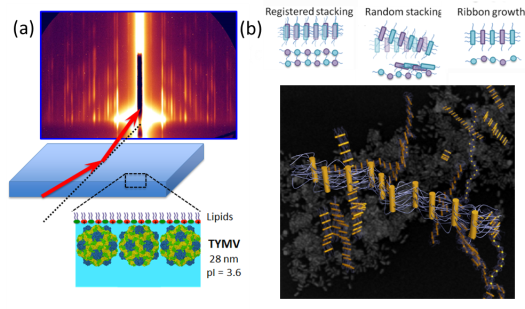 (a)
Lipids
TYMV
28 nm
pI = 3.6
(b)
Registered stacking
Random stacking
Ribbon growth